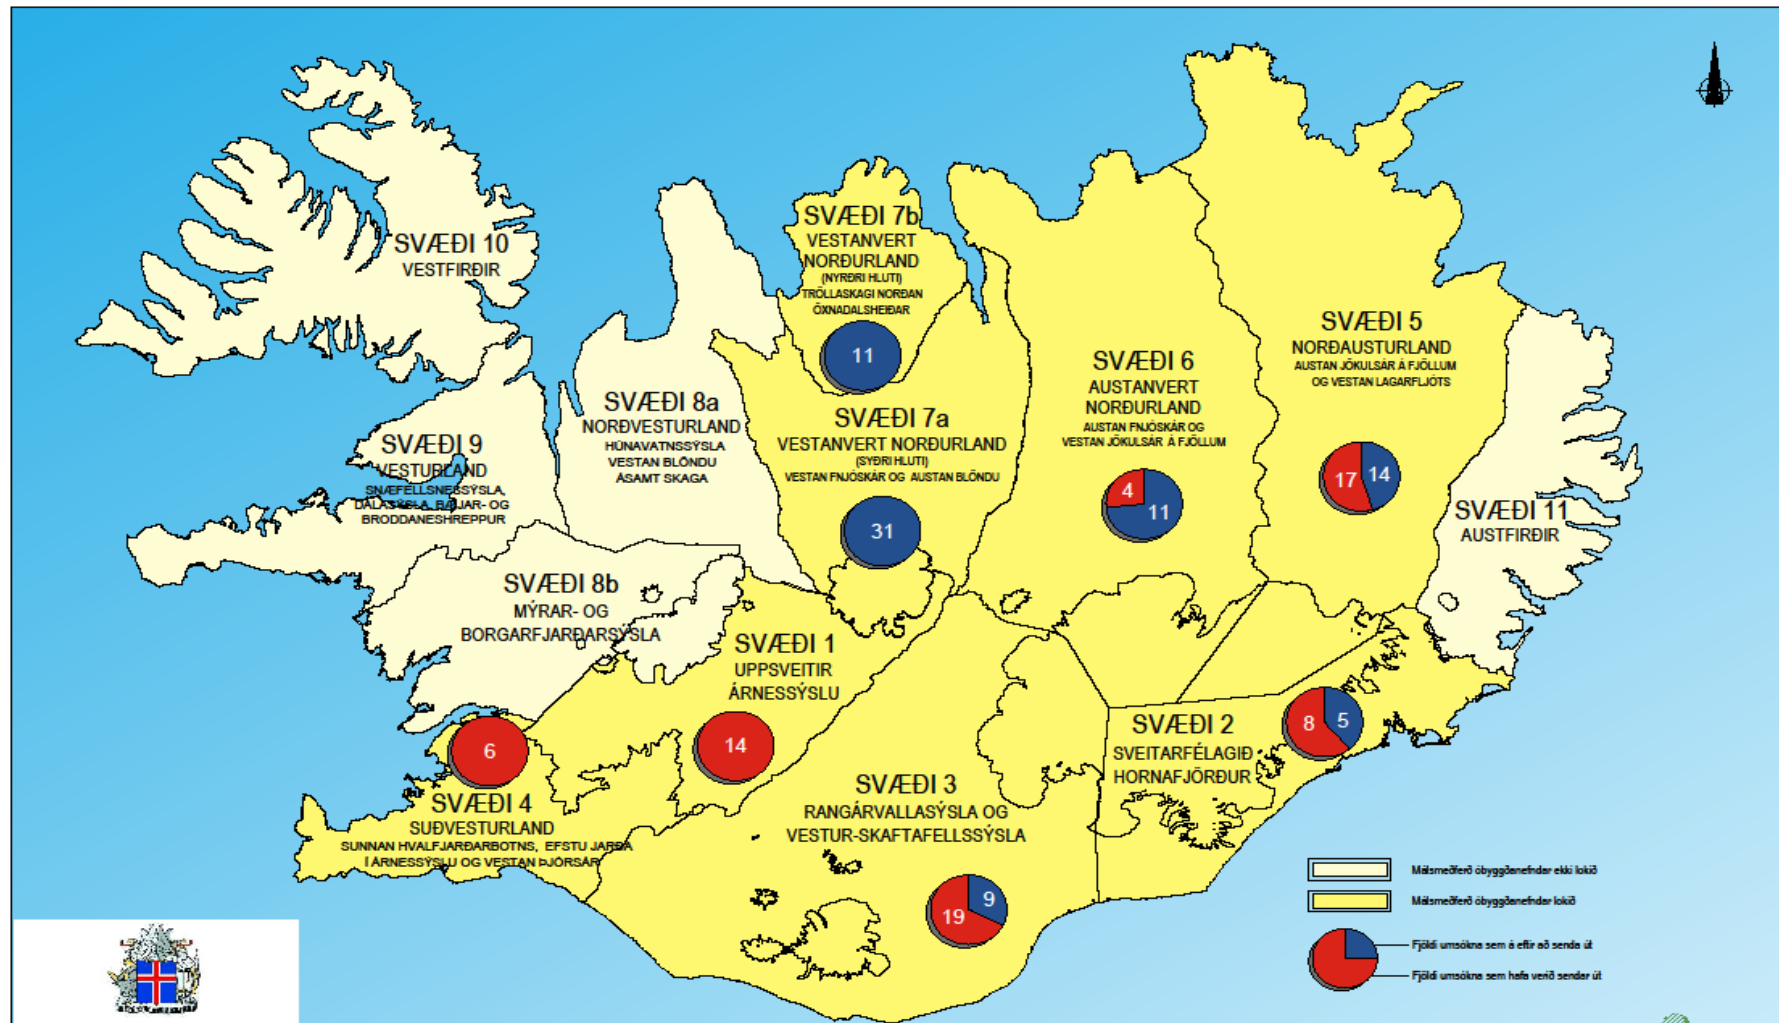 SVÆÐI 10
VESTFIRÐIR
SVÆÐI 7b
VESTANVERT
NORÐURLAND
(NYRÐRI HLUTI)
TRÖLLASKAGI NORÐAN
ÖXNADALSHEIÐAR
11
SVÆÐI 5
NORÐAUSTURLAND
AUSTAN JÖKULSÁR Á FJÖLLUM
OG VESTAN LAGARFLJÓTS
17
14
SVÆÐI 6
AUSTANVERT
NORÐURLAND
AUSTAN FNJÓSKÁR OG
VESTAN JÖKULSÁR Á FJÖLLUM
4
11
SVÆÐI 8a
NORÐVESTURLAND
HÚNAVATNSSÝSLA
VESTAN BLÖNDU
ÁSAMT SKAGA
SVÆÐI 7a
VESTANVERT NORÐURLAND
(SYÐRI HLUTI)
VESTAN FNJÓSKÁR OG AUSTAN BLÖNDU
31
SVÆÐI 9
VESTURLAND
SNÆFELLSNESSÝSLA,
DALASÝSLA, BÆJAR- OG
BRODDANESHREPPUR
SVÆÐI 11
AUSTFIRÐIR
SVÆÐI 8b
MÝRAR- OG
BORGARFJARÐARSÝSLA
SVÆÐI 1
UPPSVEITIR
ÁRNESSÝSLU
14
6
SVÆÐI 2
SVEITARFÉLAGIÐ
HORNAFJÖRÐUR
8
5
SVÆÐI 3
RANGÁRVALLASÝSLA OG
VESTUR-SKAFTAFELLSSÝSLA
19
9
SVÆÐI 4
SUÐVESTURLAND
SUNNAN HVALFJARÐARBOTNS, EFSTU JARÐA
Í ÁRNESSÝSLU OG VESTAN ÞJÓRSÁR
Málsmeðferð óbyggðanefndar ekki lokið
Málsmeðferð óbyggðanefndar lokið
Fjöldi umsókna sem á eftir að senda út
Fjöldi umsókna sem hafa verið sendar út